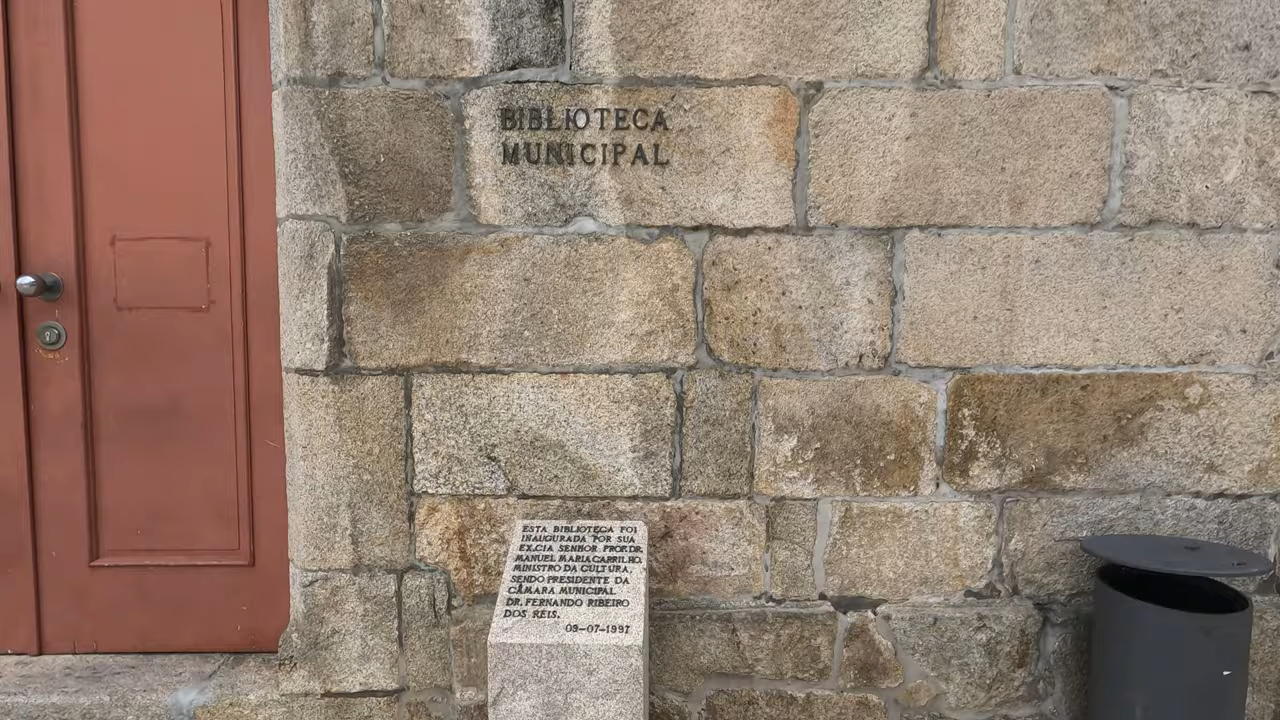 BIBLIOTECA
MUNICIPAL
ESTA BIBLIOTECA FOI
INAUGURADA POR SUA
EX.CIA SENHOR PROF.DR.
MANUEL MARIA CARRILHO,
MINISTRO DA CULTURA,
SENDO PRESIDENTE DA
CÂMARA MUNICIPAL
DR. FERNANDO RIBEIRO
DOS REIS.
09-07-1997